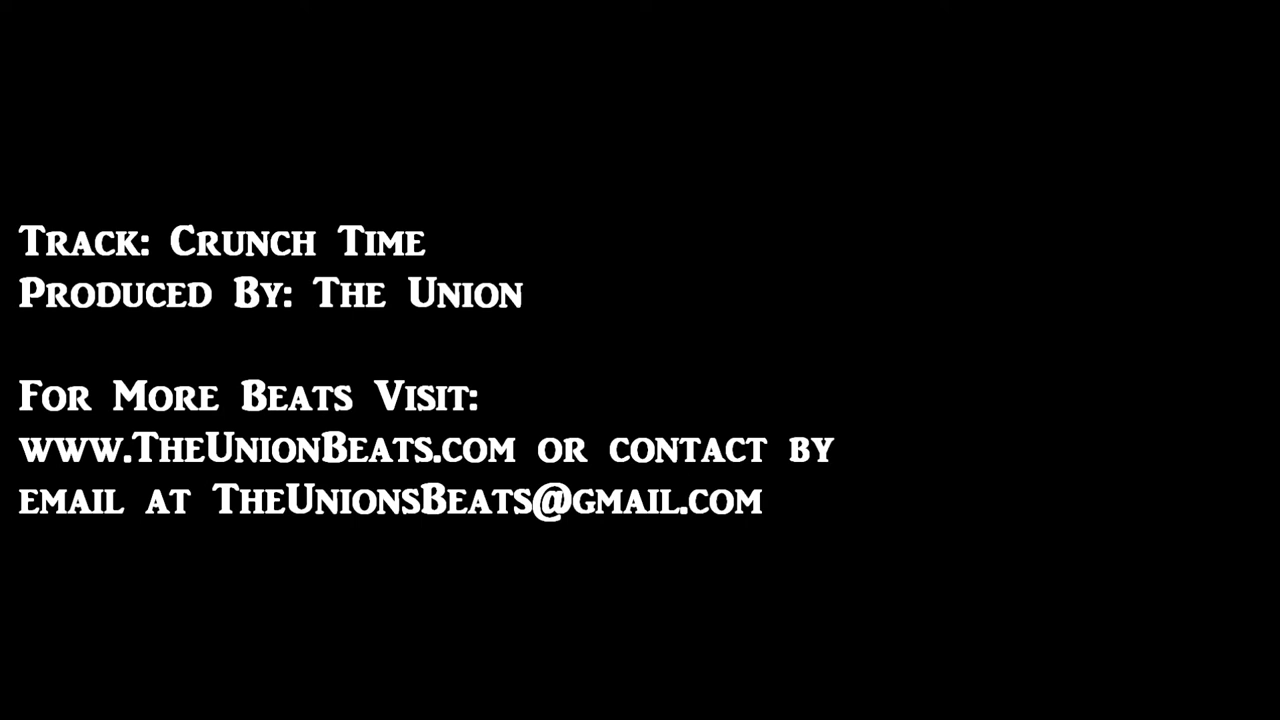 Track: Crunch Time
Produced By: The Union
For More Beats Visit:
www.TheUnionBeats.com or contact by
email at TheUnionsBeats@gmail.com